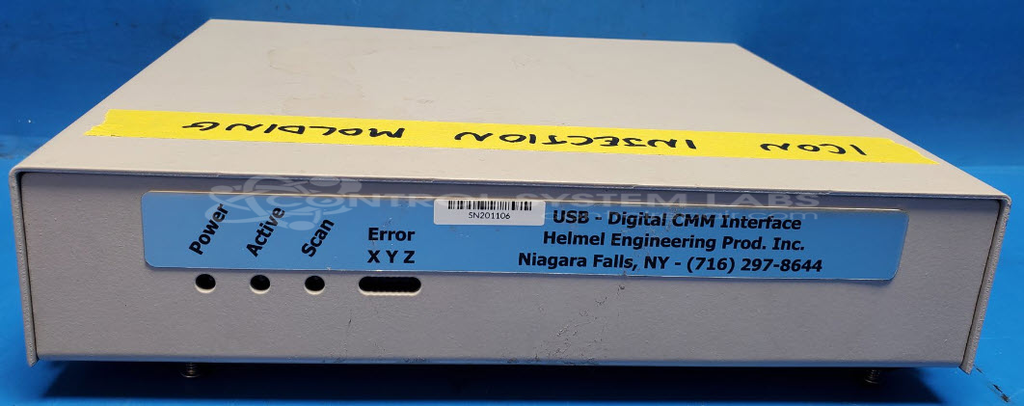 ICON INJECTION MOLDING
CONTROL SYSTEM LABS
.com
SN201106
Power
Active
Scan
Error
X Y Z
USB - Digital CMM Interface
Helmel Engineering Prod. Inc.
Niagara Falls, NY - (716) 297-8644